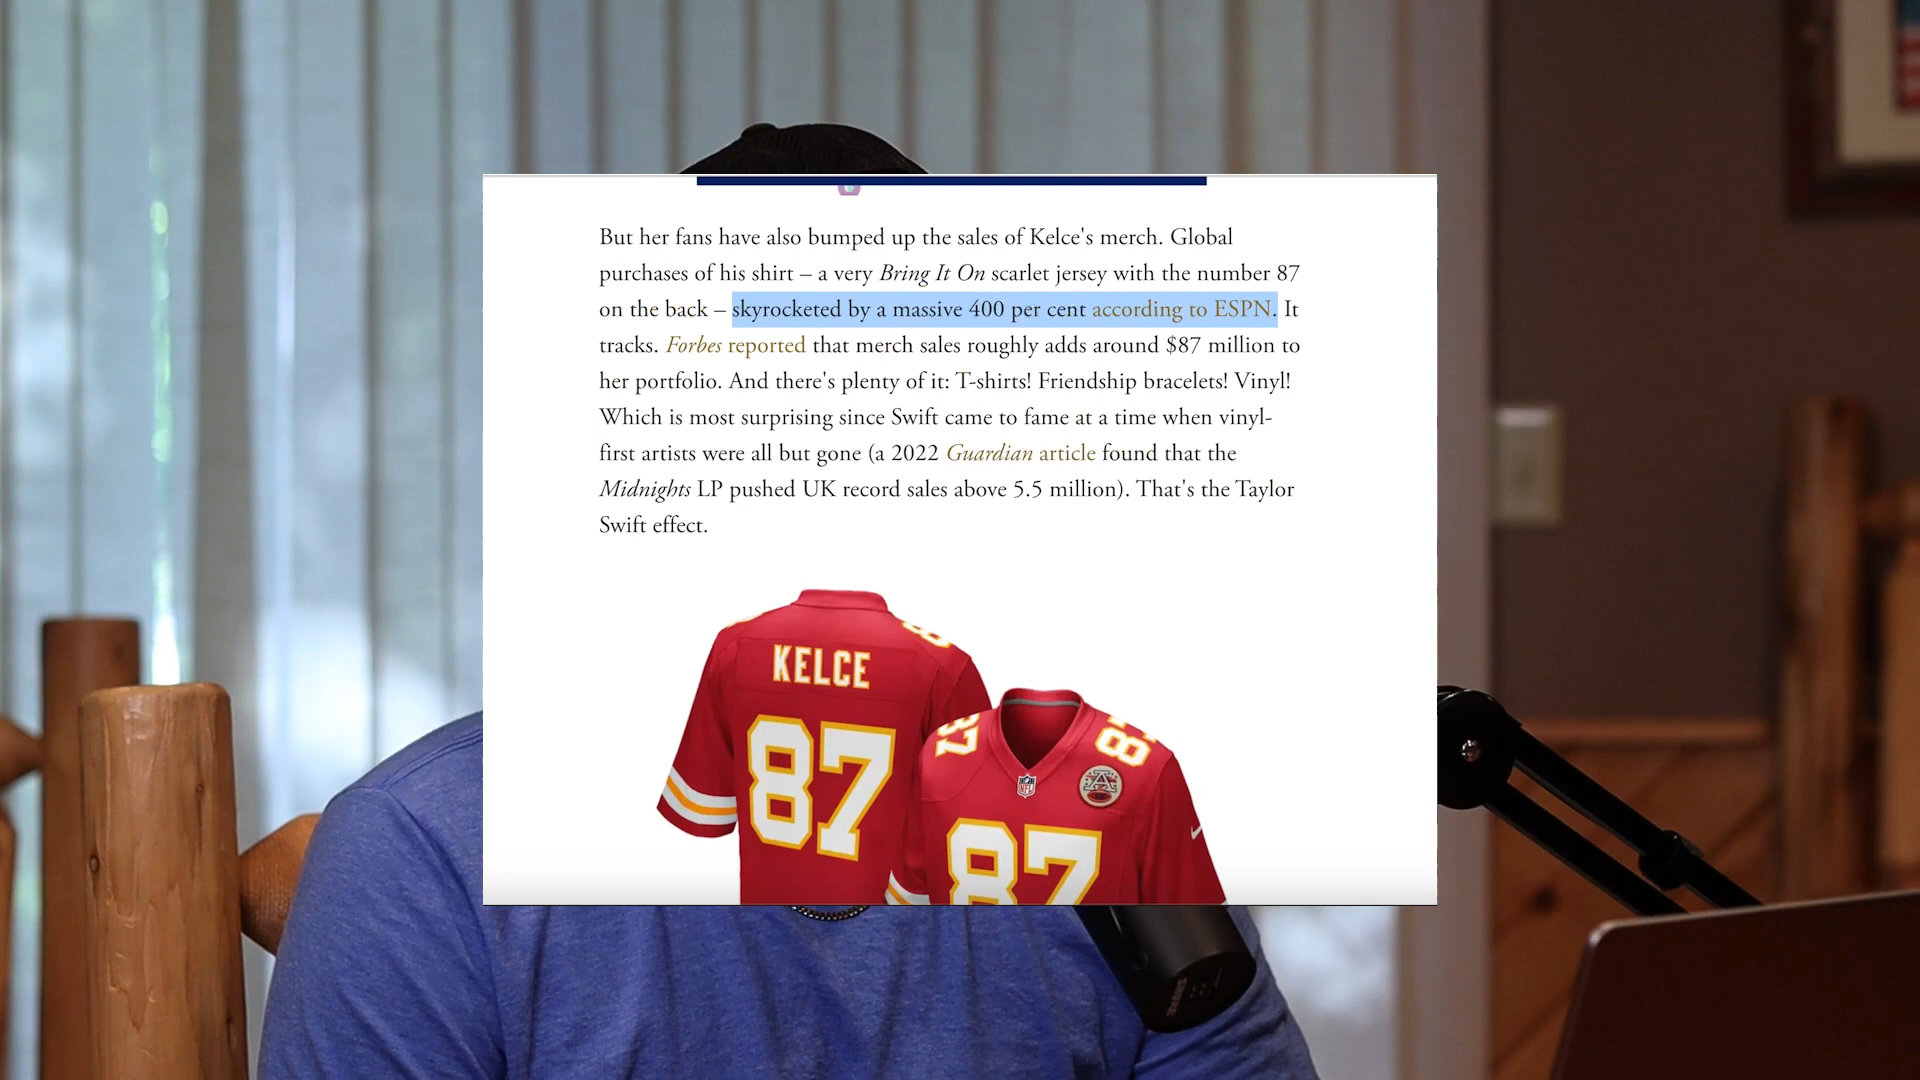 But her fans have also bumped up the sales of Kelce's merch. Global
purchases of his shirt – a very Bring It On scarlet jersey with the number 87
on the back – skyrocketed by a massive 400 per cent according to ESPN. It
tracks. Forbes reported that merch sales roughly adds around $87 million to
her portfolio. And there's plenty of it: T-shirts! Friendship bracelets! Vinyl!
Which is most surprising since Swift came to fame at a time when vinyl-
first artists were all but gone (a 2022 Guardian article found that the
Midnights LP pushed UK record sales above 5.5 million). That's the Taylor
Swift effect.
KELCE
87
87
87
87
NFL